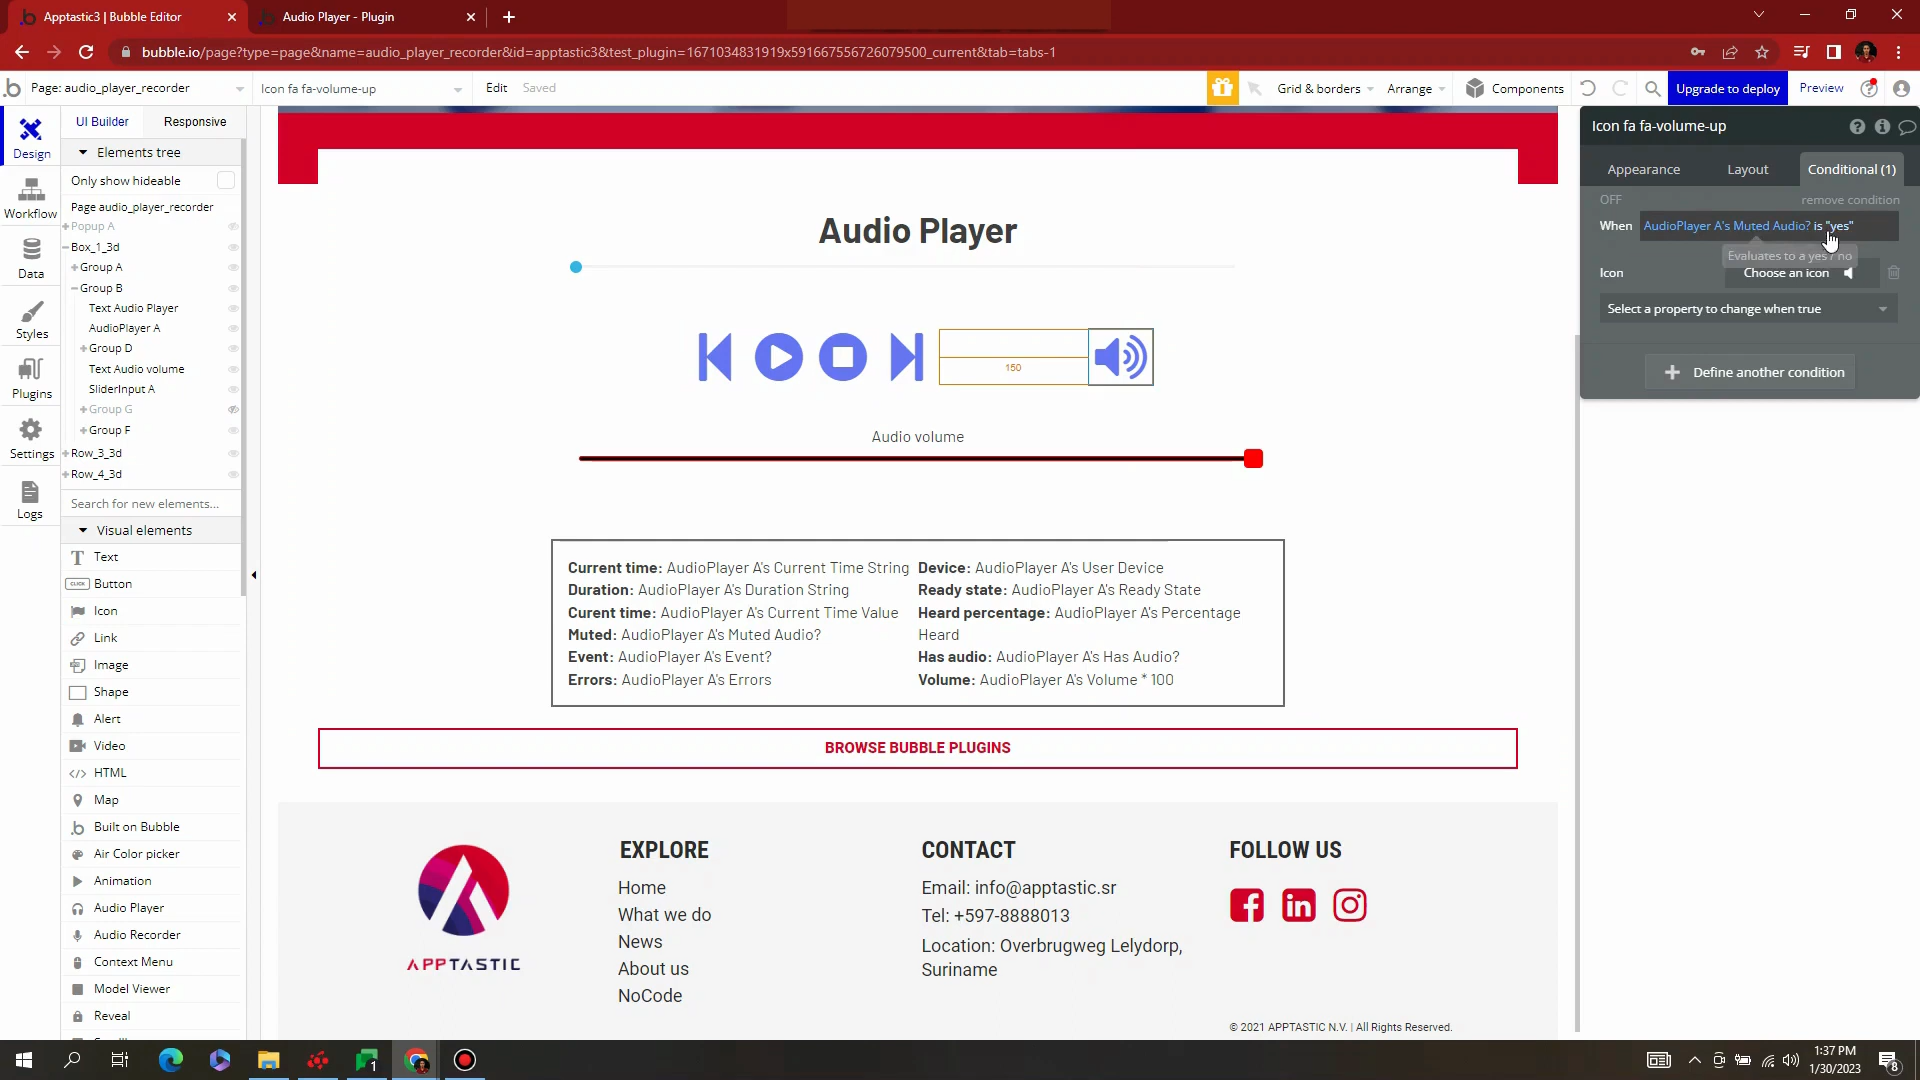 Apptastic3 | Bubble Editor
Audio Player - Plugin
bubble.io/page?type=page&name=audio_player_recorder&id=apptastic3&test_plugin=1671034831919x591667556726079500_current&tab=tabs-1
Page: audio_player_recorder
Icon fa fa-volume-up
Edit
Saved
Grid & borders
Arrange
Components
Upgrade to deploy
Preview
Design
Workflow
Data
Styles
Plugins
Settings
Logs
UI Builder
Responsive
Elements tree
Only show hideable
Page audio_player_recorder
Popup A
Box_1_3d
Group A
Group B
Text Audio Player
AudioPlayer A
Group D
Text Audio volume
SliderInput A
Group G
Group F
Row_3_3d
Row_4_3d
Search for new elements...
Visual elements
Text
CLICK Button
Icon
Link
Image
Shape
Alert
Video
HTML
Map
Built on Bubble
Air Color picker
Animation
Audio Player
Audio Recorder
Context Menu
Model Viewer
Reveal
Audio Player
150
Audio volume
Current time: AudioPlayer A's Current Time String
Duration: AudioPlayer A's Duration String
Curent time: AudioPlayer A's Current Time Value
Muted: AudioPlayer A's Muted Audio?
Event: AudioPlayer A's Event?
Errors: AudioPlayer A's Errors
Device: AudioPlayer A's User Device
Ready state: AudioPlayer A's Ready State
Heard percentage: AudioPlayer A's Percentage
Heard
Has audio: AudioPlayer A's Has Audio?
Volume: AudioPlayer A's Volume * 100
BROWSE BUBBLE PLUGINS
APPTASTIC
EXPLORE
Home
What we do
News
About us
NoCode
CONTACT
Email: info@apptastic.sr
Tel: +597-8888013
Location: Overbrugweg Lelydorp,
Suriname
FOLLOW US
© 2021 APPTASTIC N.V. | All Rights Reserved.
Icon fa fa-volume-up
Appearance
Layout
Conditional (1)
OFF
remove condition
When
AudioPlayer A's Muted Audio? is "yes"
Evaluates to a yes / no
Icon
Choose an icon
Select a property to change when true
Define another condition
1
1:37 PM
1/30/2023
8